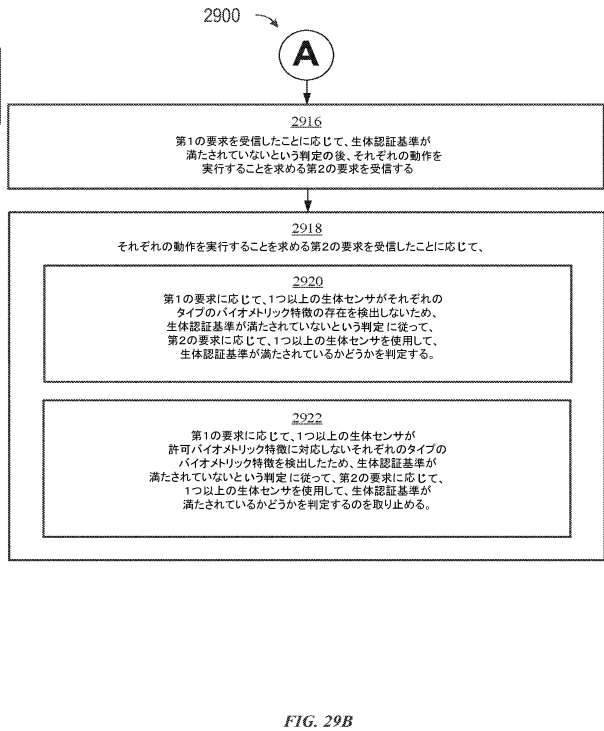 2900
A
2916
第1の要求を受信したことに応じて、生体認証基準が
満たされていないという判定の後、それぞれの動作を
実行することを求める第2の要求を受信する
2918
それぞれの動作を実行することを求める第2の要求を受信したことに応じて、
2920
第1の要求に応じて、1つ以上の生体センサがそれぞれの
タイプのバイオメトリック特徴の存在を検出しないため、
生体認証基準が満たされていないという判定に従って、
第2の要求に応じて、1つ以上の生体センサを使用して、
生体認証基準が満たされているかどうかを判定する。
2922
第1の要求に応じて、1つ以上の生体センサが
許可バイオメトリック特徴に対応しないそれぞれのタイプの
バイオメトリック特徴を検出したため、生体認証基準が
満たされていないという判定に従って、第2の要求に応じて、
1つ以上の生体センサを使用して、生体認証基準が
満たされているかどうかを判定するのを取り止める。
FIG. 29B